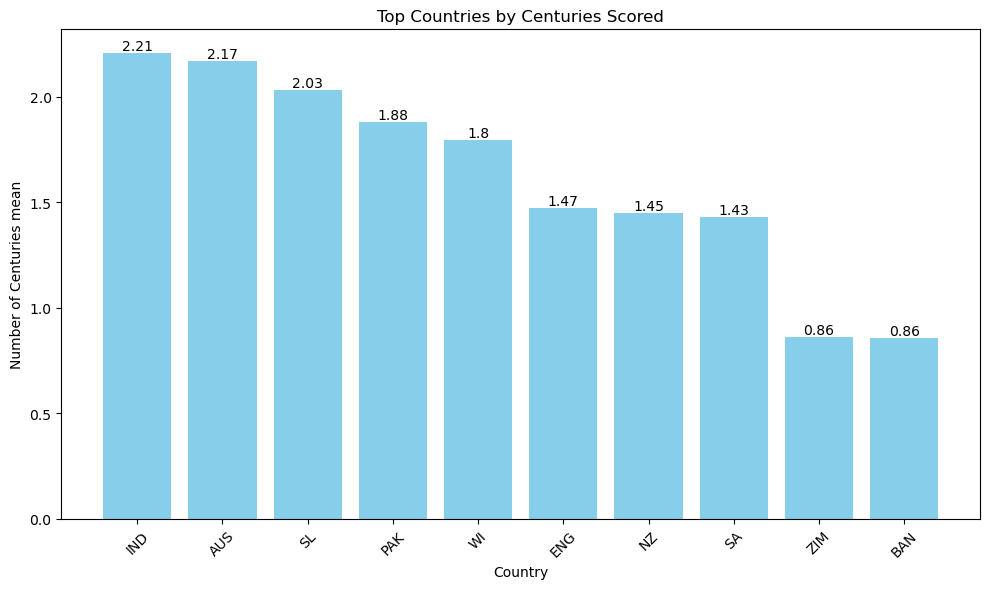 Top Countries by Centuries Scored
Number of Centuries mean
2.0
1.5
1.0
0.5
0.0
2.21
2.17
2.03
1.88
1.8
1.47
1.45
1.43
0.86
0.86
IND
AUS
SL
PAK
WI
ENG
NZ
SA
ZIM
BAN
Country